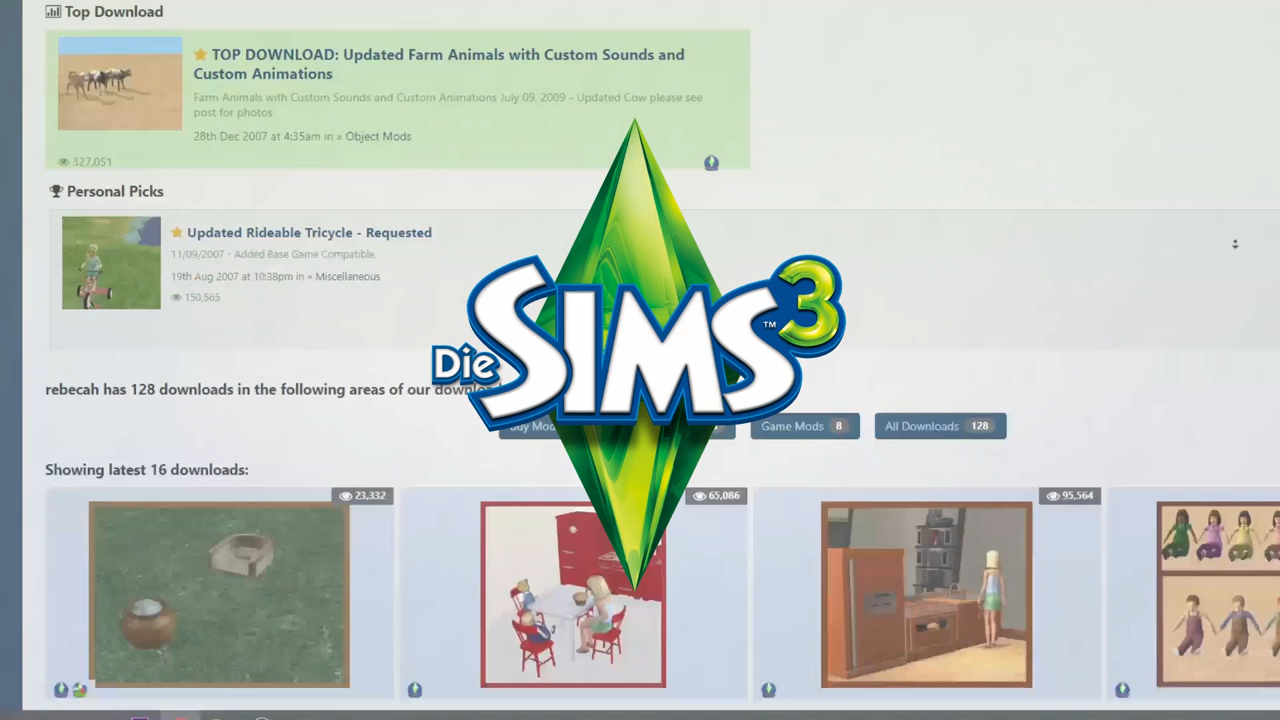 Top Download
TOP DOWNLOAD: Updated Farm Animals with Custom Sounds and
Custom Animations
Farm Animals with Custom Sounds and Custom Animations July 09, 2009 - Updated Cow please see
post for photos
28th Dec 2007 at 4:35am in » Object Mods
327,051
Personal Picks
Updated Rideable Tricycle - Requested
11/09/2007 - Added Base Game Compatible.
19th Aug 2007 at 10:38pm in » Miscellaneous
150,565
Die SIMS 3 ™
rebecah has 128 downloads in the following areas of our
Buy
Game Mods 8
All Downloads 128
Showing latest 16 downloads:
23,332
65,086
95,564